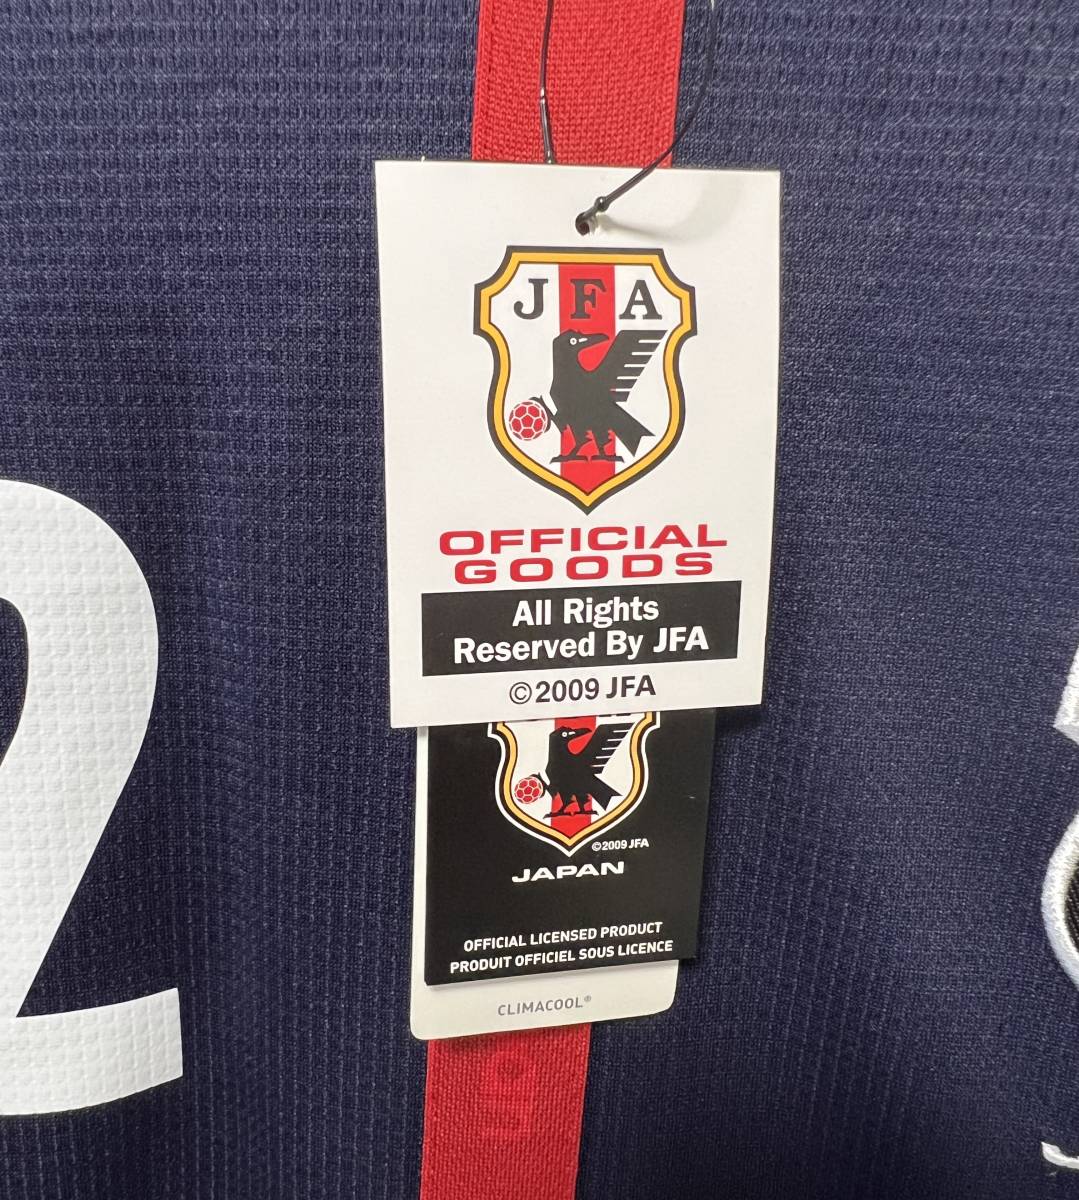 J F A
OFFICIAL
GOODS
All Rights
Reserved By JFA
©2009 JFA
©2009 JFA
JAPAN
OFFICIAL LICENSED PRODUCT
PRODUIT OFFICIEL SOUS LICENCE
CLIMACOOL®
2